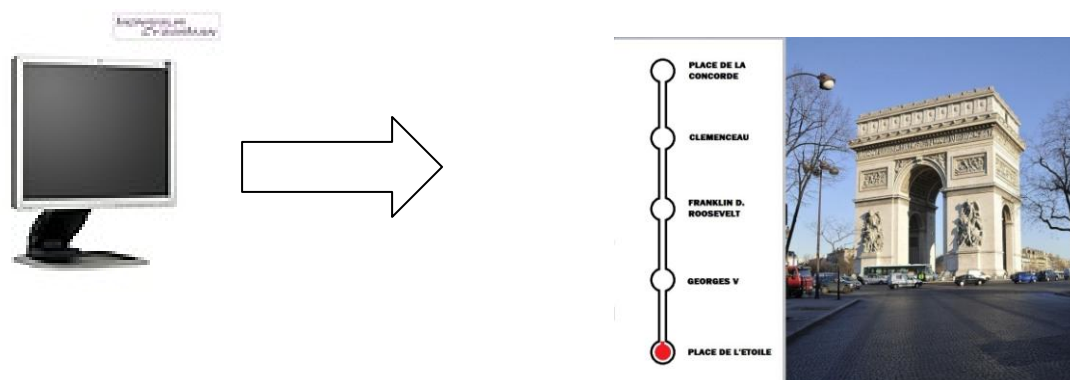 PLACE DE LA
CONCORDE
CLEMENCEAU
FRANKLIN D.
ROOSEVELT
GEORGES V
PLACE DE L'ETOILE